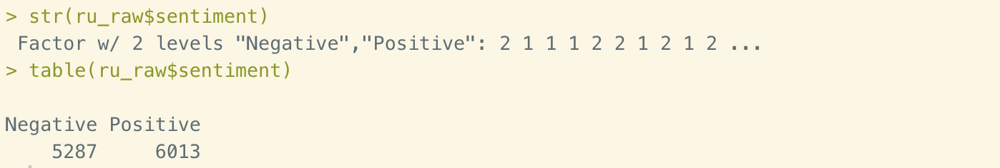 > str(ru_raw$sentiment)
 Factor w/ 2 levels "Negative","Positive": 2 1 1 1 2 2 1 2 1 2 ...
> table(ru_raw$sentiment)
Negative Positive
    5287     6013